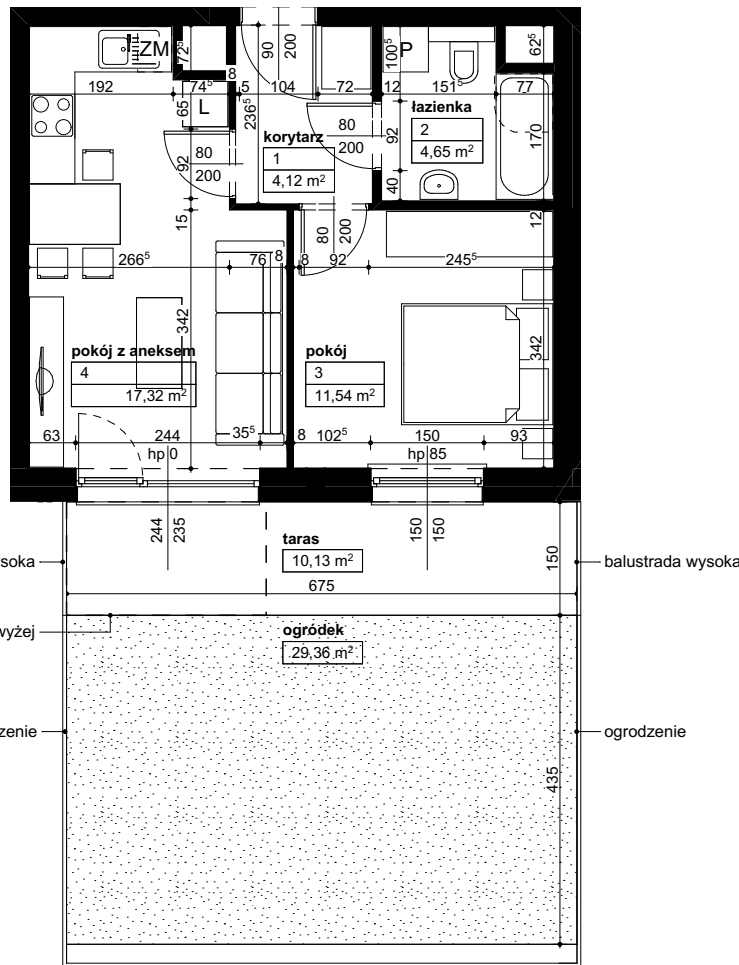 ZM
72⁵
90
200
P
100⁵
62⁵
192
74⁵
8
5
104
72
12
151⁵
77
L
65
236⁵
łazienka
2
4,65 m²
korytarz
1
4,12 m²
80
200
80
200
92
92
170
40
15
80
200
12
266⁵
76
8
8
92
245⁵
342
342
pokój z aneksem
4
17,32 m²
pokój
3
11,54 m²
63
244
35⁵
8
102⁵
150
93
hp 0
hp 85
244
235
150
150
taras
10,13 m²
150
soka
balustrada wysoka
675
wyżej
ogródek
29,36 m²
zenie
ogrodzenie
435